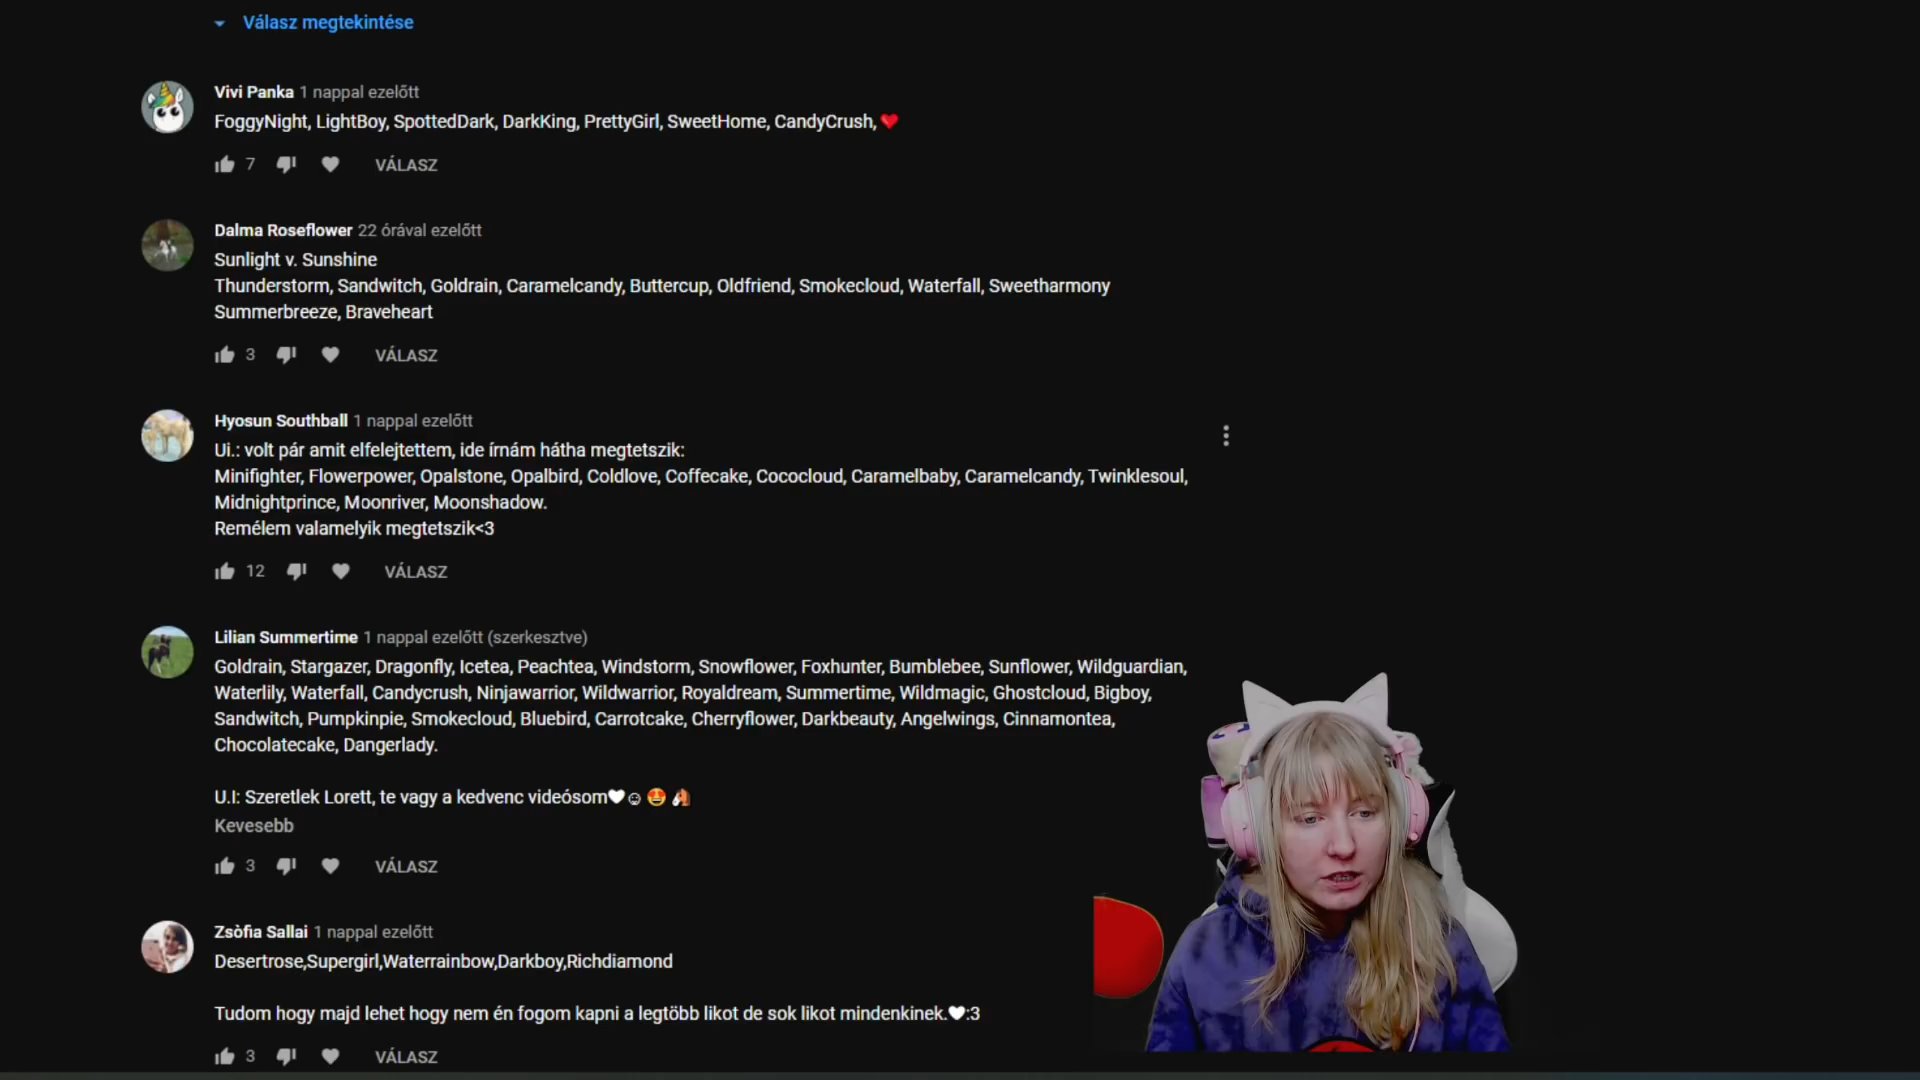 Válasz megtekintése
Vivi Panka 1 nappal ezelőtt
FoggyNight, LightBoy, SpottedDark, DarkKing, PrettyGirl, SweetHome, CandyCrush, ❤️
7 VÁLASZ
Dalma Roseflower 22 órával ezelőtt
Sunlight v. Sunshine
Thunderstorm, Sandwitch, Goldrain, Caramelcandy, Buttercup, Oldfriend, Smokecloud, Waterfall, Sweetharmony
Summerbreeze, Braveheart
3 VÁLASZ
Hyosun Southball 1 nappal ezelőtt
Ui.: volt pár amit elfelejtettem, ide írnám hátha megtetszik:
Minifighter, Flowerpower, Opalstone, Opalbird, Coldlove, Coffecake, Cococloud, Caramelbaby, Caramelcandy, Twinklesoul,
Midnightprince, Moonriver, Moonshadow.
Remélem valamelyik megtetszik<3
12 VÁLASZ
Lilian Summertime 1 nappal ezelőtt (szerkesztve)
Goldrain, Stargazer, Dragonfly, Icetea, Peachtea, Windstorm, Snowflower, Foxhunter, Bumblebee, Sunflower, Wildguardian,
Waterlily, Waterfall, Candycrush, Ninjawarrior, Wildwarrior, Royaldream, Summertime, Wildmagic, Ghostcloud, Bigboy,
Sandwitch, Pumpkinpie, Smokecloud, Bluebird, Carrotcake, Cherryflower, Darkbeauty, Angelwings, Cinnamontea,
Chocolatecake, Dangerlady.
U.I: Szeretlek Lorett, te vagy a kedvenc videósom🤍☺😍🐴
Kevesebb
3 VÁLASZ
Zsòfia Sallai 1 nappal ezelőtt
Desertrose,Supergirl,Waterrainbow,Darkboy,Richdiamond
Tudom hogy majd lehet hogy nem én fogom kapni a legtöbb likot de sok likot mindenkinek.🤍:3
3 VÁLASZ